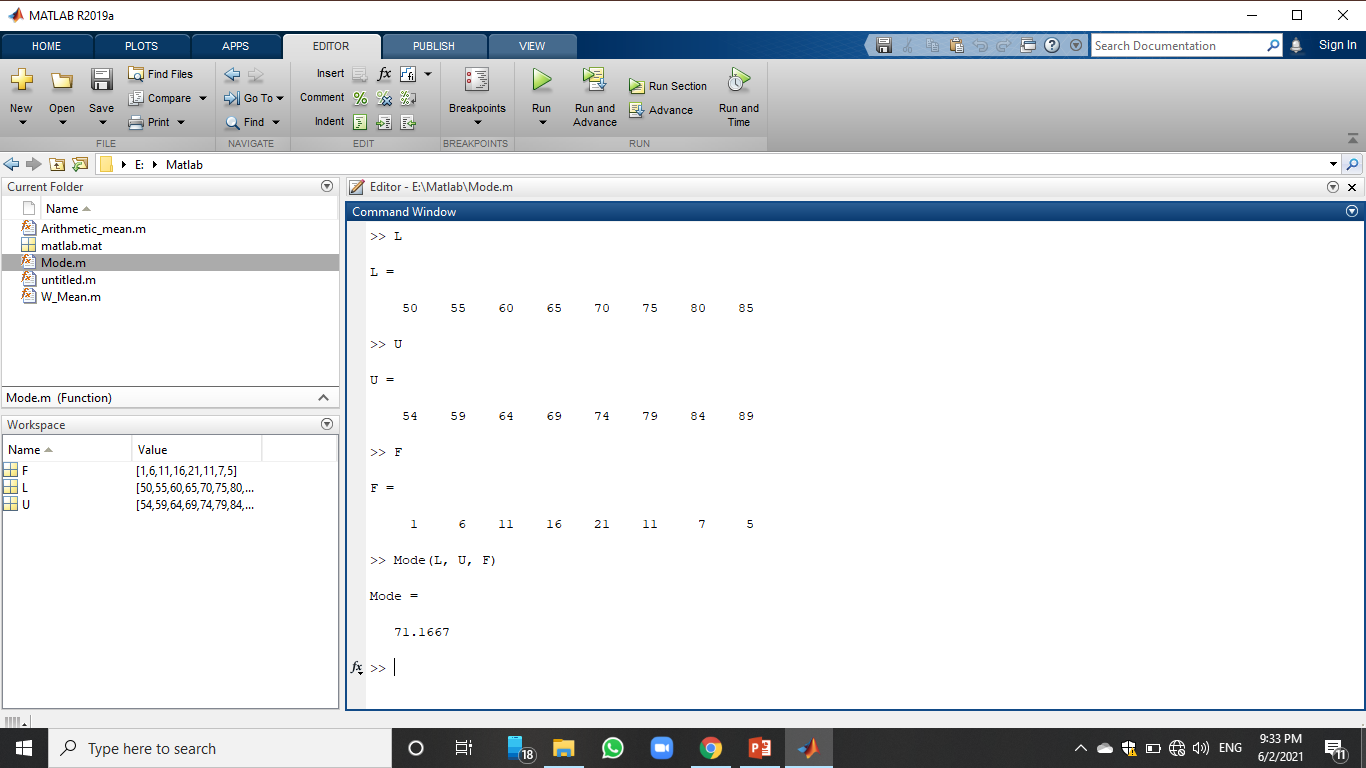 MATLAB R2019a
HOME PLOTS APPS EDITOR PUBLISH VIEW Search Documentation Sign In
New Open Save Find Files Compare Print
Go To Find
Insert fx fi
Comment % % %
Indent
Breakpoints
Run Run and Advance Run Section Advance Run and Time
FILE NAVIGATE EDIT BREAKPOINTS RUN
E: Matlab
Current Folder
Name
Arithmetic_mean.m
matlab.mat
Mode.m
untitled.m
W_Mean.m
Mode.m (Function)
Workspace
Name Value
F [1,6,11,16,21,11,7,5]
L [50,55,60,65,70,75,80,...
U [54,59,64,69,74,79,84,...
Editor - E:\Matlab\Mode.m
Command Window
>> L
L =
50 55 60 65 70 75 80 85
>> U
U =
54 59 64 69 74 79 84 89
>> F
F =
1 6 11 16 21 11 7 5
>> Mode(L, U, F)
Mode =
71.1667
fx >>
Type here to search 18 ENG 9:33 PM
6/2/2021 11